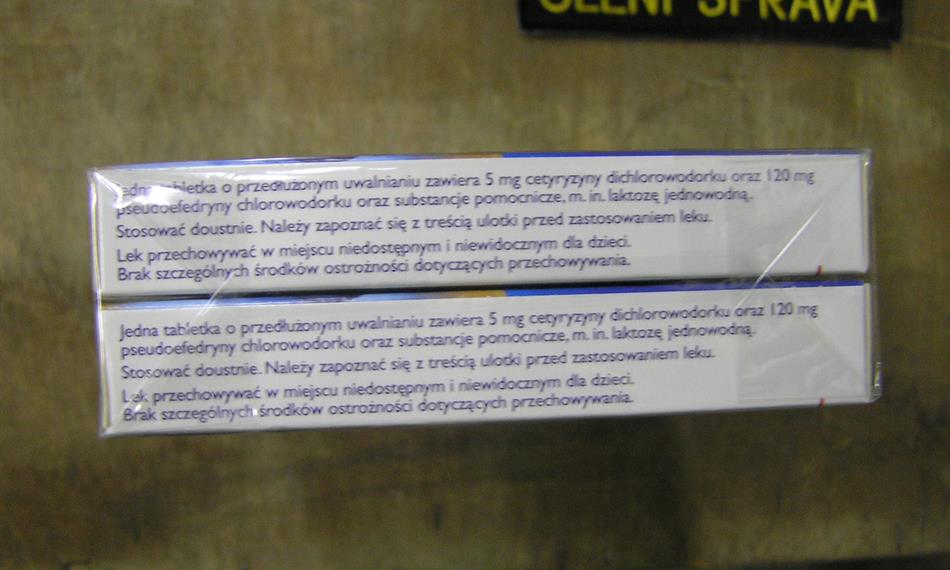 CELNÍ SPRÁVA
Jedna tabletka o przedłużonym uwalnianiu zawiera 5 mg cetyryzyny dichlorowodorku oraz 120 mg
pseudoefedryny chlorowodorku oraz substancje pomocnicze, m. in. laktozę jednowodną.
Stosować doustnie. Należy zapoznać się z treścią ulotki przed zastosowaniem leku.
Lek przechowywać w miejscu niedostępnym i niewidocznym dla dzieci.
Brak szczególnych środków ostrożności dotyczących przechowywania.
Jedna tabletka o przedłużonym uwalnianiu zawiera 5 mg cetyryzyny dichlorowodorku oraz 120 mg
pseudoefedryny chlorowodorku oraz substancje pomocnicze, m. in. laktozę jednowodną.
Stosować doustnie. Należy zapoznać się z treścią ulotki przed zastosowaniem leku.
Lek przechowywać w miejscu niedostępnym i niewidocznym dla dzieci.
Brak szczególnych środków ostrożności dotyczących przechowywania.